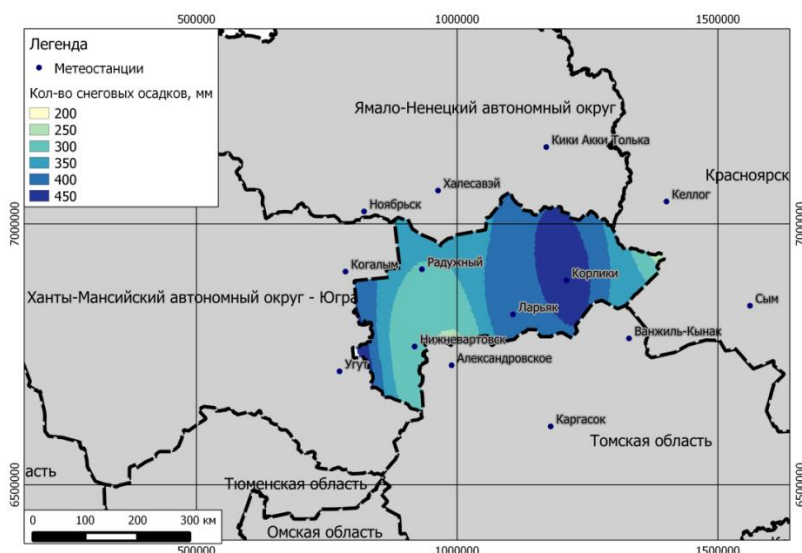 500000 1000000 1500000
Легенда
Метеостанции
Кол-во снеговых осадков, мм
200
250
300
350
400
450
Ямало-Ненецкий автономный округ
Кики Акки, Толька
Красноярск
Халесавэй
Келлог
Ноябрьск
7000000 7000000
Когалым
Радужный
Корлики
Ханты-Мансийский автономный округ - Югра
Сым
Ларьяк
Ванжиль-Кынак
Нижневартовск
Угут
Александровское
Каргасок
Томская область
асть
Тюменская область
6500000 6500000
0 100 200 300 км
Омская область
500000 1000000 1500000